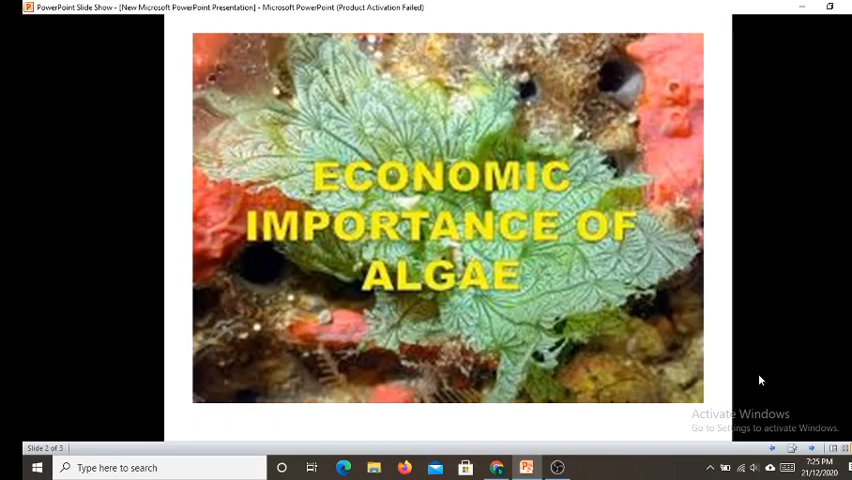 PowerPoint Slide Show - [New Microsoft PowerPoint Presentation] - Microsoft PowerPoint (Product Activation Failed)
ECONOMIC
IMPORTANCE OF
ALGAE
Activate Windows
Go to Settings to activate Windows.
Slide 2 of 3
Type here to search
7:25 PM
21/12/2020